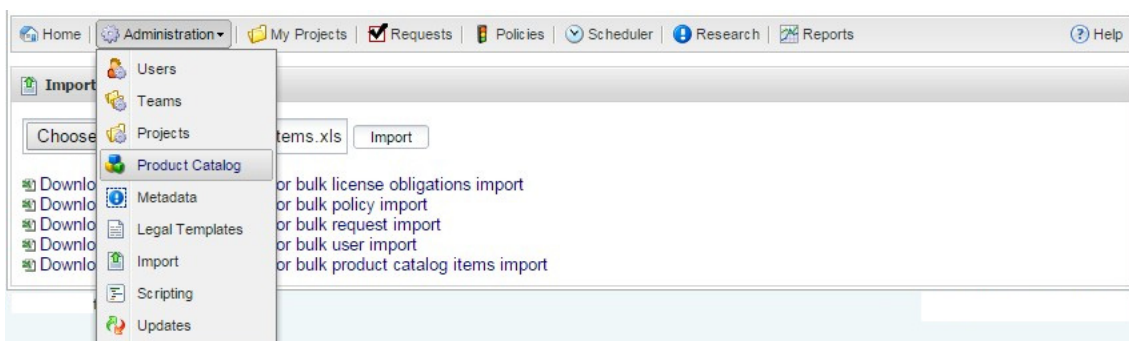 Home Administration My Projects Requests Policies Scheduler Research Reports Help
Import
Users
Teams
Projects
Product Catalog
Metadata
Legal Templates
Import
Scripting
Updates
Choose tems.xls Import
Downlo or bulk license obligations import
Downlo or bulk policy import
Downlo or bulk request import
Downlo or bulk user import
Downlo or bulk product catalog items import